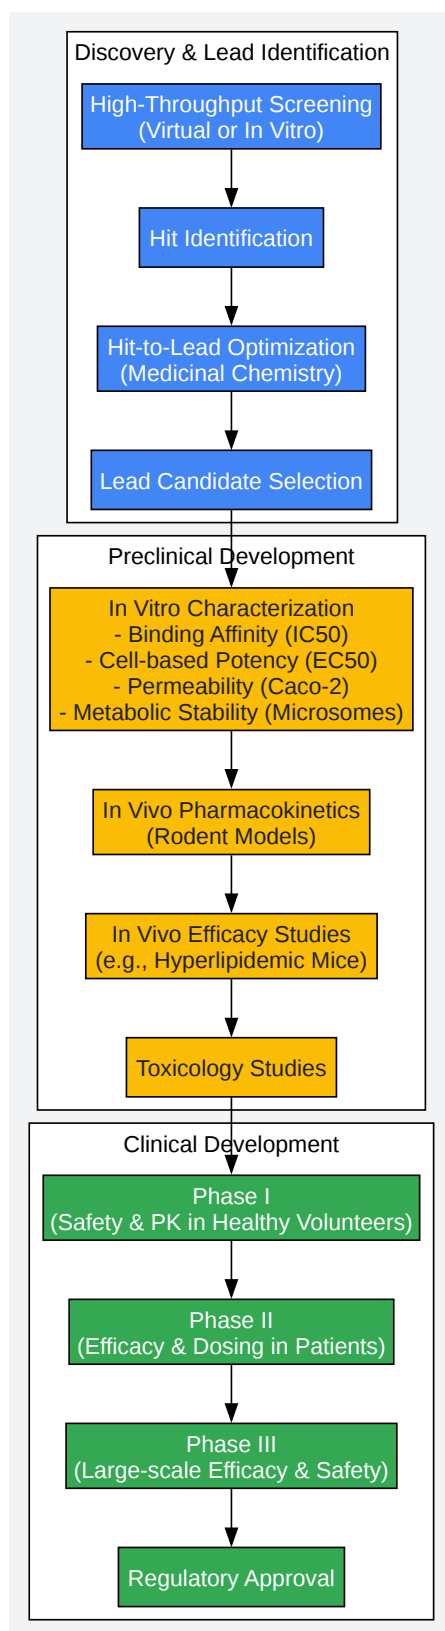 Discovery & Lead Identification
High-Throughput Screening
(Virtual or In Vitro)
Hit Identification
Hit-to-Lead Optimization
(Medicinal Chemistry)
Lead Candidate Selection
Preclinical Development
In Vitro Characterization
- Binding Affinity (IC50)
- Cell-based Potency (EC50)
- Permeability (Caco-2)
- Metabolic Stability (Microsomes)
In Vivo Pharmacokinetics
(Rodent Models)
In Vivo Efficacy Studies
(e.g., Hyperlipidemic Mice)
Toxicology Studies
Clinical Development
Phase I
(Safety & PK in Healthy Volunteers)
Phase II
(Efficacy & Dosing in Patients)
Phase III
(Large-scale Efficacy & Safety)
Regulatory Approval